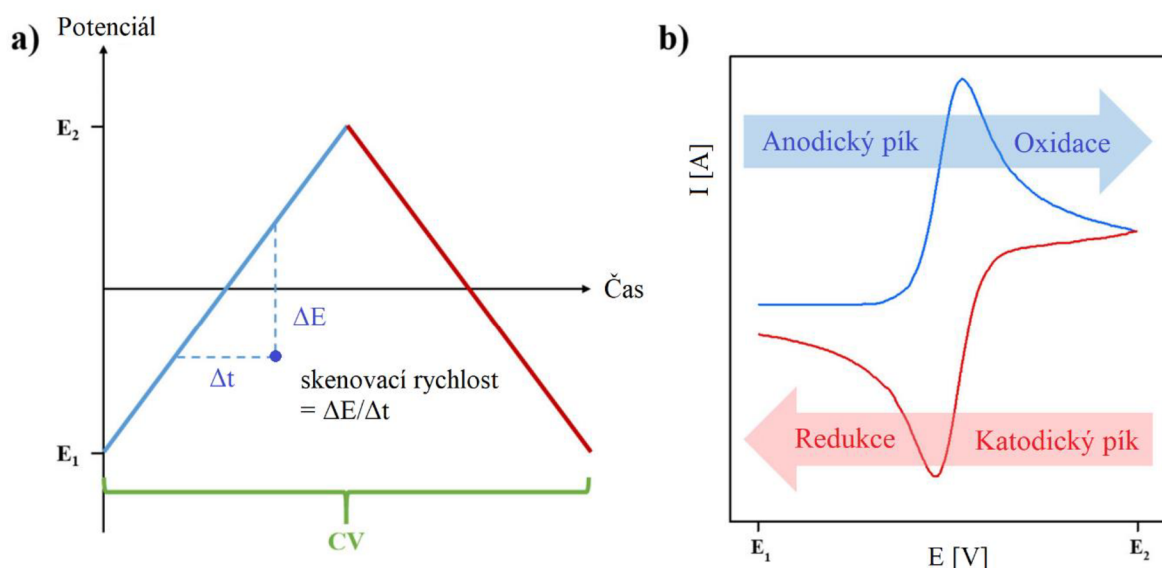 a)
Potenciál
E₂
Čas
ΔE
Δt
skenovací rychlost
= ΔE/Δt
E₁
CV
b)
I [A]
Anodický pík
Oxidace
Redukce
Katodický pík
E₁
E [V]
E₂